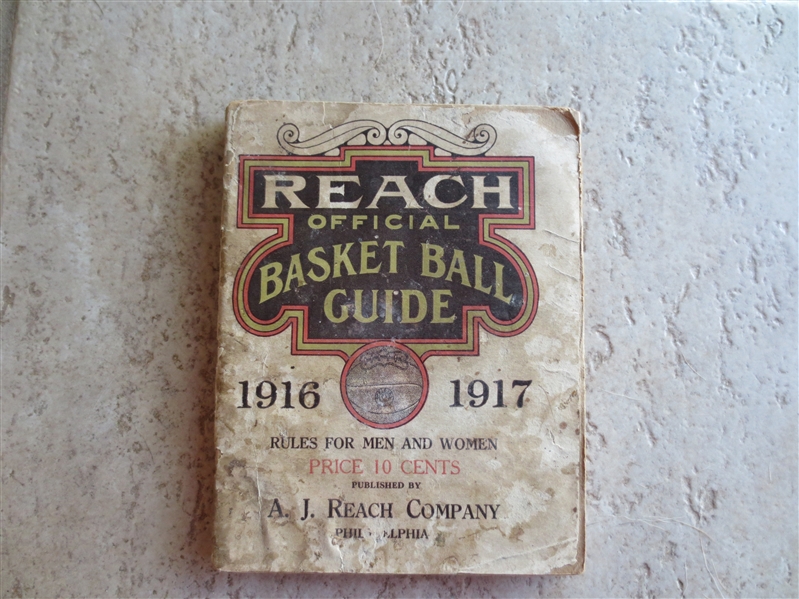 REACH
OFFICIAL
BASKET BALL
GUIDE
1916 1917
RULES FOR MEN AND WOMEN
PRICE 10 CENTS
PUBLISHED BY
A. J. REACH COMPANY
PHILADELPHIA